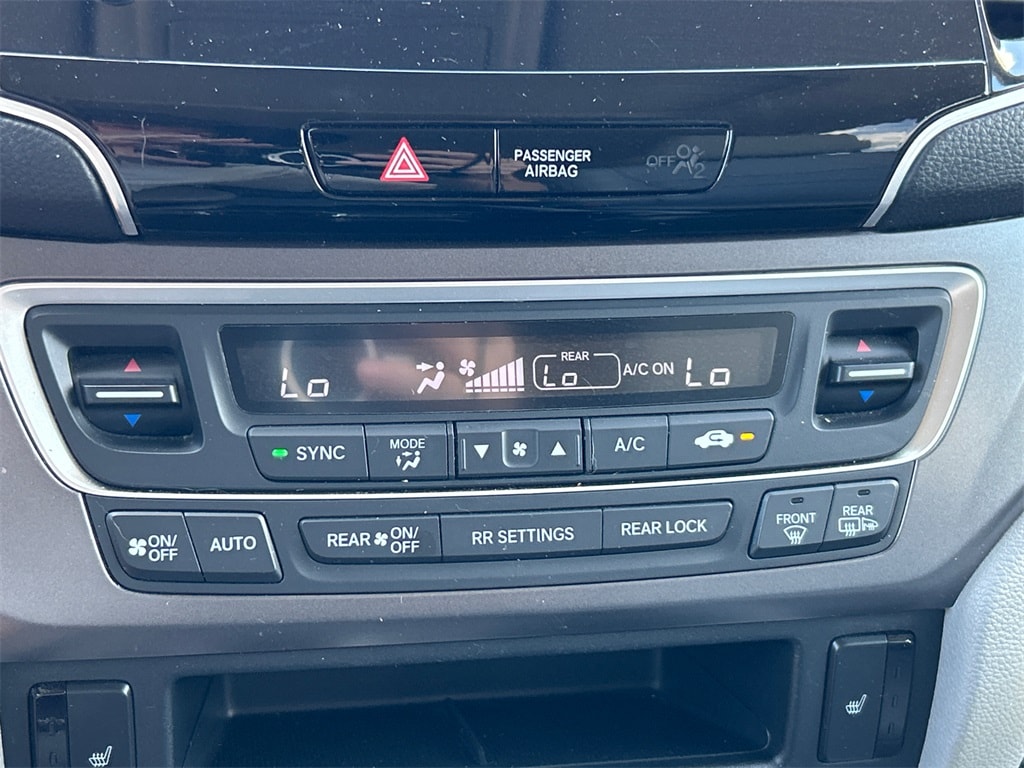 PASSENGER
AIRBAG
OFF 2
Lo
REAR
Lo
A/C ON
Lo
SYNC
MODE
A/C
ON/
OFF
AUTO
REAR ON/
OFF
RR SETTINGS
REAR LOCK
FRONT
REAR